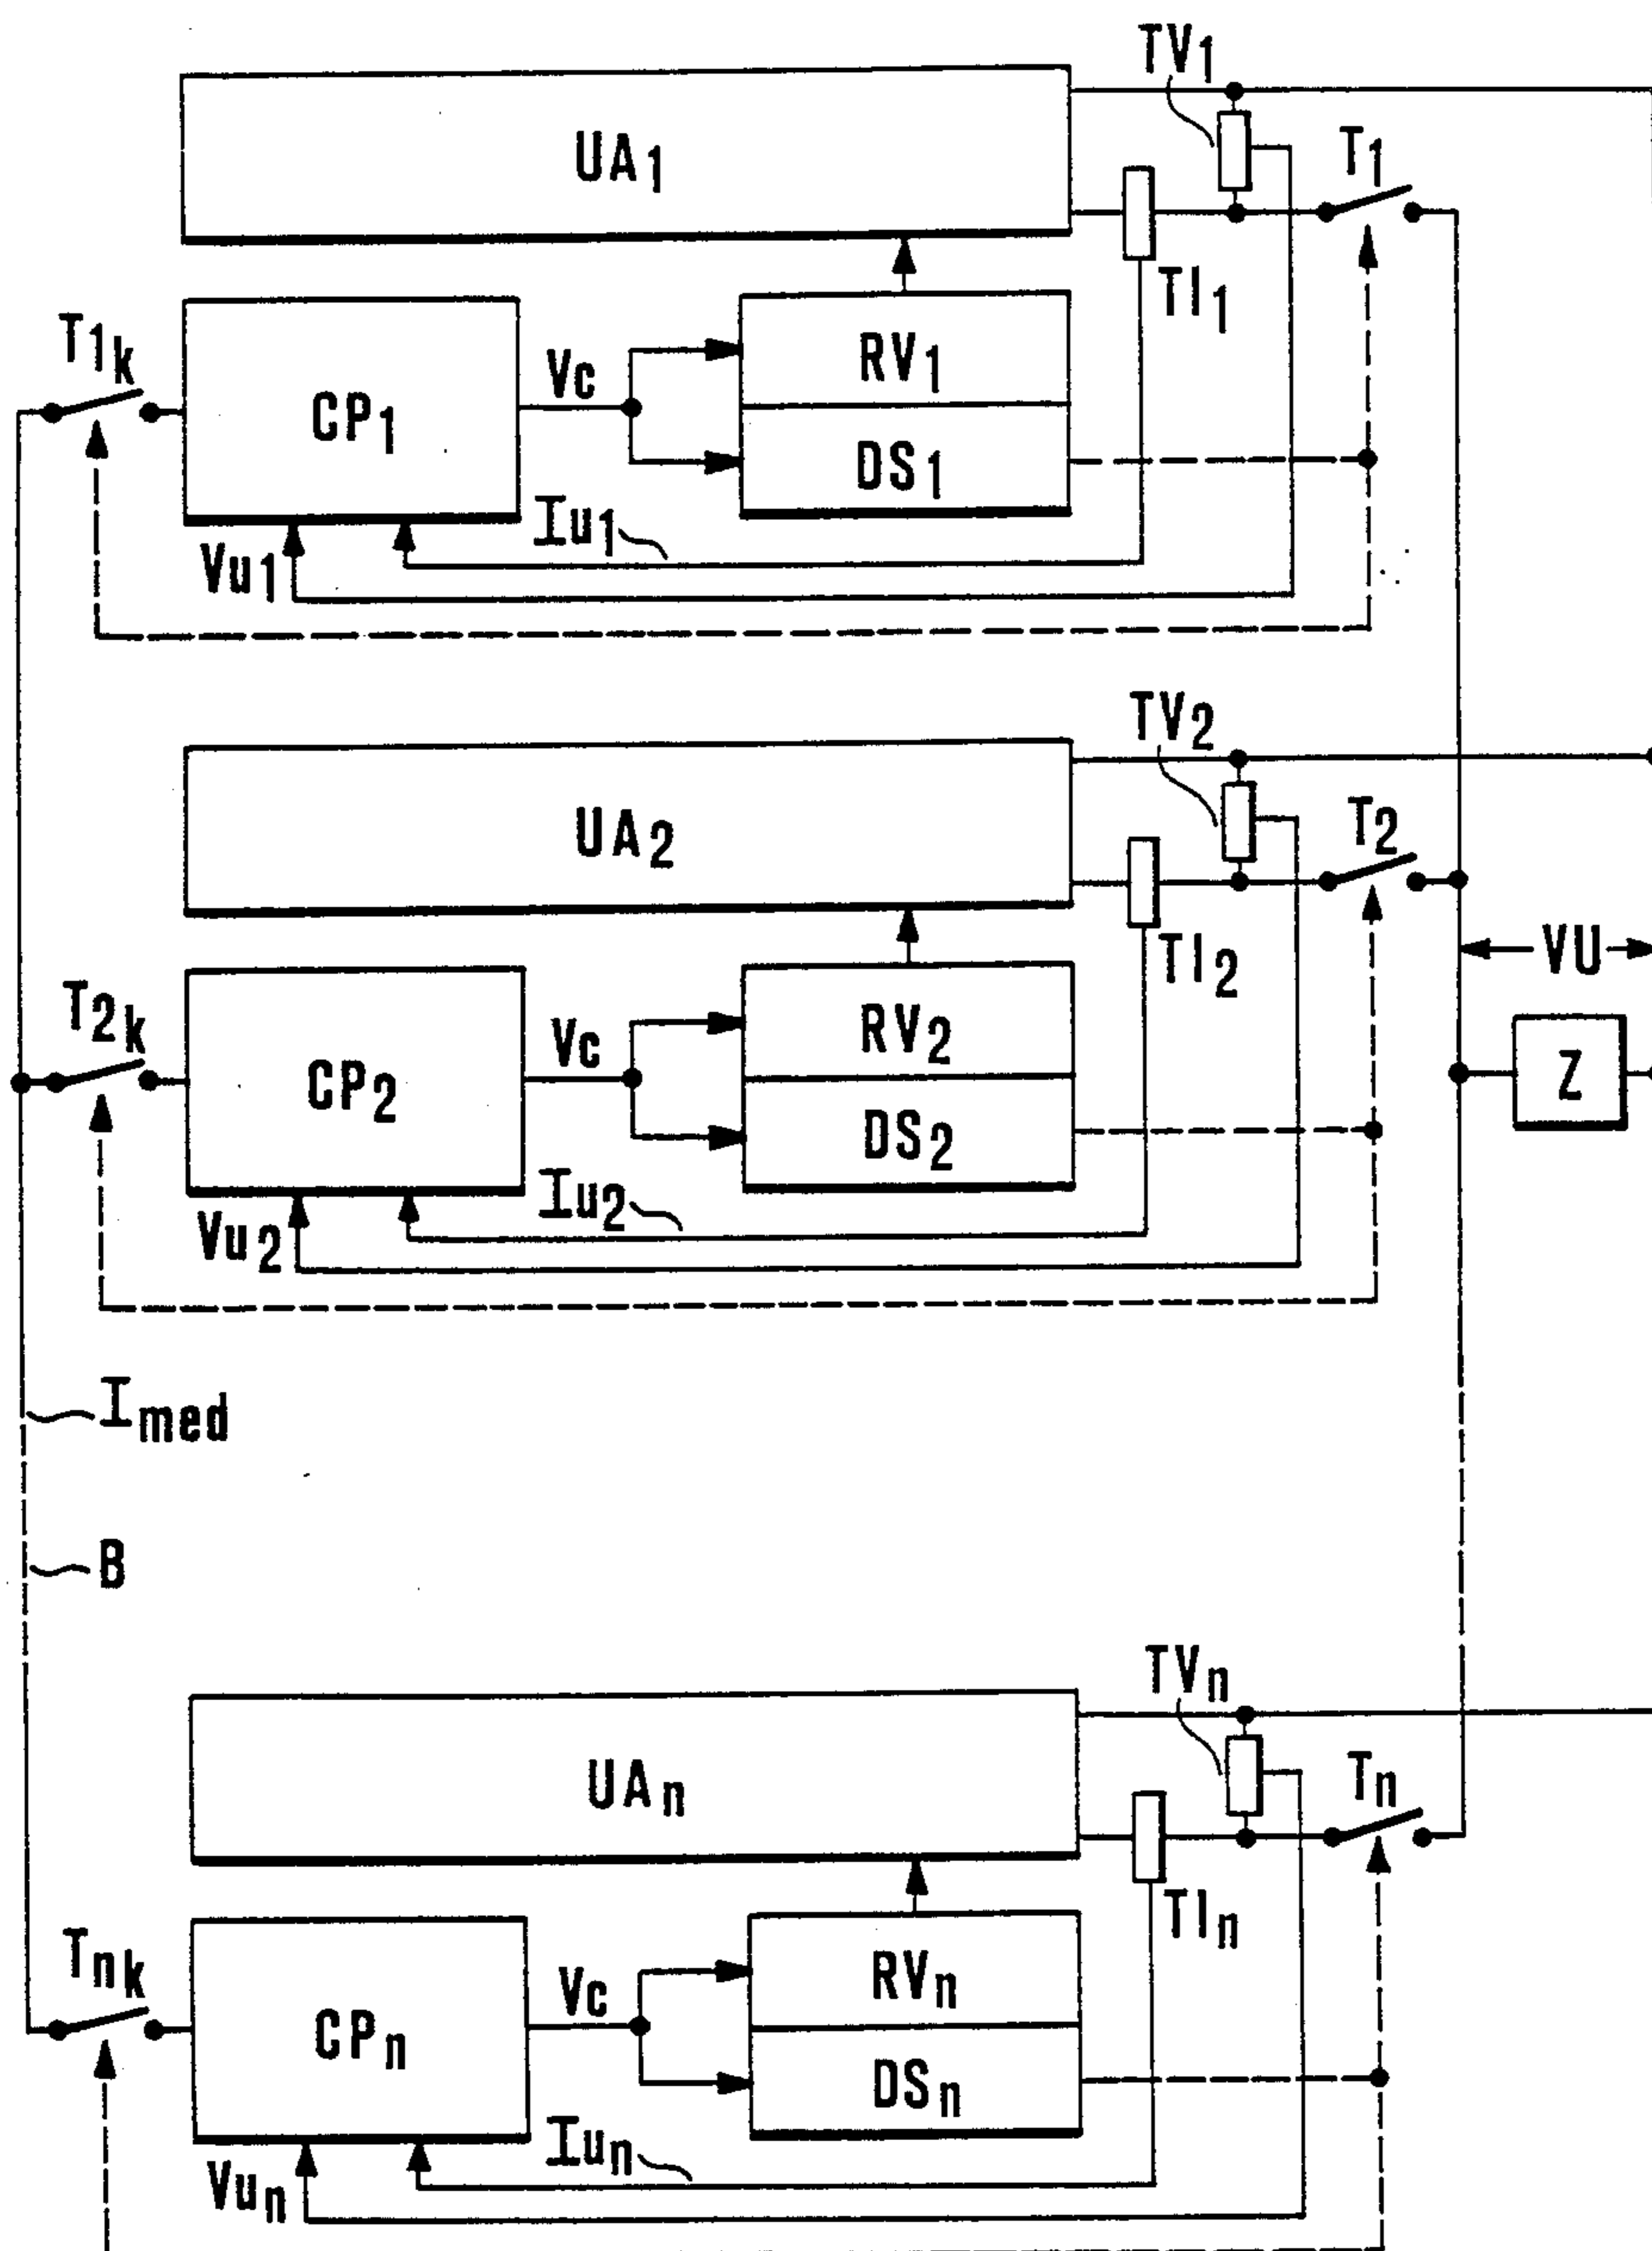 TV1
UA1
T1
TI1
T1k
CP1
Vc
RV1
DS1
Iu1
Vu1
TV2
UA2
T2
TI2
VU
T2k
CP2
Vc
RV2
DS2
Z
Iu2
Vu2
Imed
B
TVn
UAn
Tn
TIn
Tnk
CPn
Vc
RVn
DSn
Iun
Vun